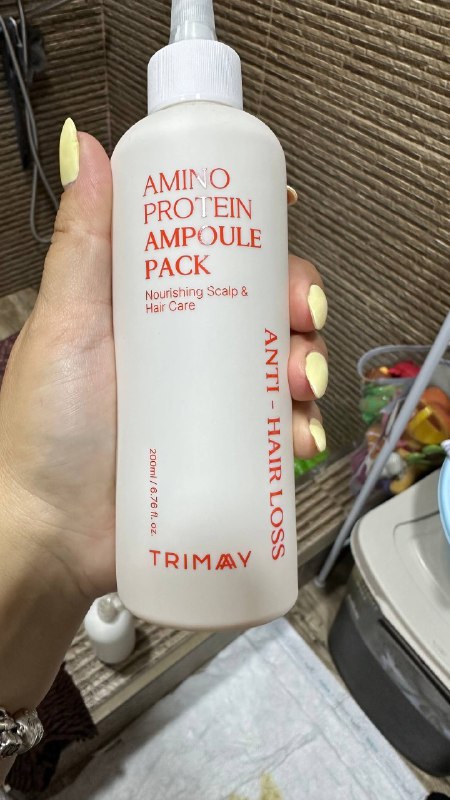 AMINO
PROTEIN
AMPOULE
PACK
Nourishing Scalp &
Hair Care
ANTI - HAIR LOSS
200ml / 6.76 fl. oz.
TRIMAY